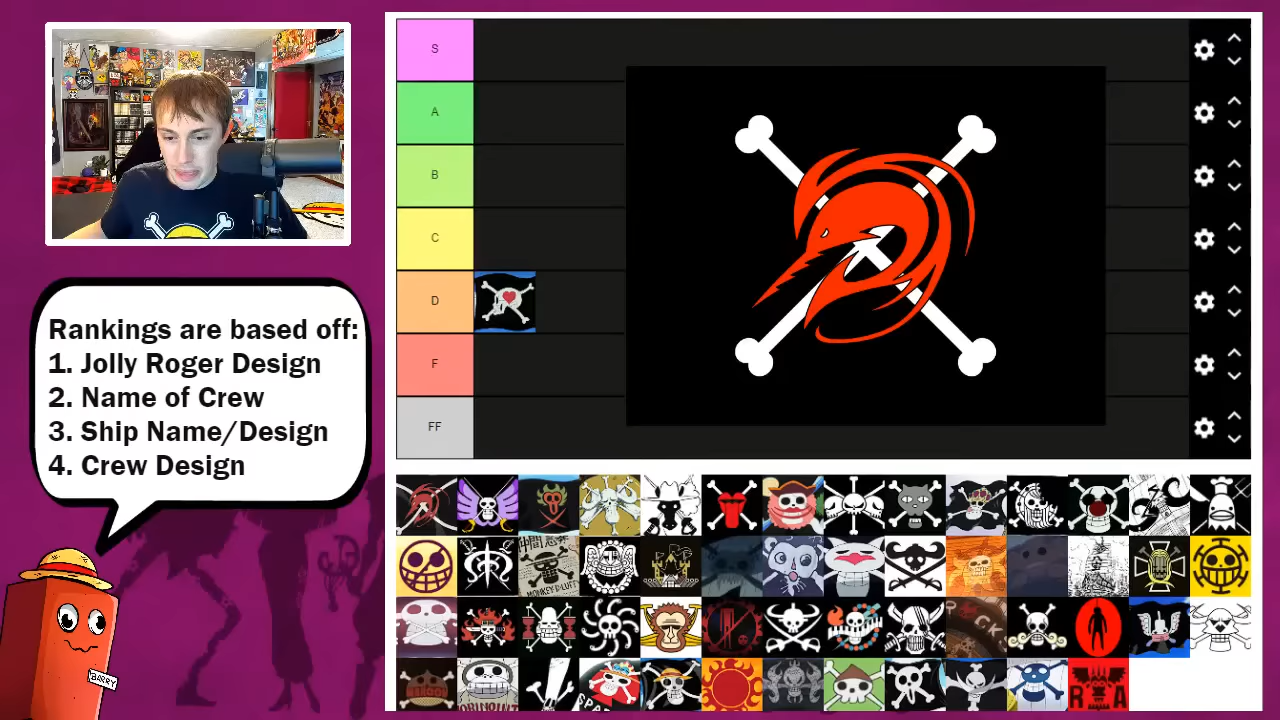 S
A
B
C
D
F
FF
Rankings are based off:
1. Jolly Roger Design
2. Name of Crew
3. Ship Name/Design
4. Crew Design
BARRY